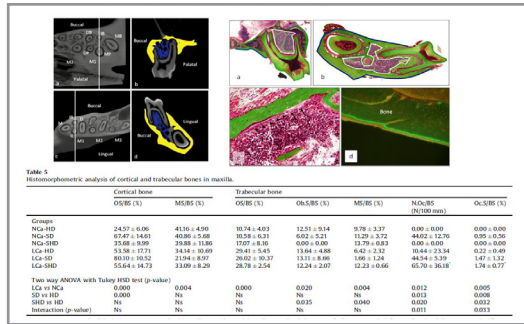 Buccal
DB
B
MB
MP
M3
M1
Palatal
a
Buccal
Palatal
b
Buccal
M3
M2
M1
Lingual
c
Buccal
Lingual
d
a
b
Bone
d
Table 5
Histomorphometric analysis of cortical and trabecular bones in maxilla.
Cortical bone Trabecular bone
OS/BS (%) MS/BS (%) OS/BS (%) Ob.S/BS (%) MS/BS (%) N.Oc/BS (N/100 mm) Oc.S/BS (%)
Groups
NCa-HD 24.57 ± 6.06 41.16 ± 4.90 10.74 ± 4.03 12.51 ± 9.14 9.78 ± 3.37 0.00 ± 0.00 0.00 ± 0.00
NCa-SD 67.47 ± 14.61 40.86 ± 5.68 10.58 ± 6.31 6.02 ± 5.21 11.29 ± 3.72 44.02 ± 12.76 0.95 ± 0.56
NCa-SHD 35.68 ± 9.99 39.88 ± 11.86 17.07 ± 8.16 0.00 ± 0.00 13.79 ± 0.83 0.00 ± 0.00 0.00 ± 0.00
LCa-HD 53.58 ± 17.71 34.14 ± 10.69 29.41 ± 5.45 13.64 ± 4.88 6.42 ± 2.32 10.44 ± 23.34 0.22 ± 0.49
LCa-SD 80.10 ± 10.52 21.94 ± 8.97 26.02 ± 10.37 13.11 ± 8.66 1.66 ± 1.24 44.54 ± 5.39 1.47 ± 1.32
LCa-SHD 55.64 ± 14.73 33.09 ± 8.29 28.78 ± 2.54 12.24 ± 2.07 12.23 ± 0.66 65.70 ± 36.18 1.74 ± 0.77
Two way ANOVA with Tukey HSD test (p-value)
LCa vs NCa 0.000 0.004 0.000 0.020 0.004 0.012 0.005
SD vs HD 0.000 Ns Ns Ns Ns 0.013 0.008
SHD vs HD Ns Ns Ns 0.035 0.040 0.020 0.032
Interaction (p-value) Ns Ns Ns Ns Ns 0.011 0.033